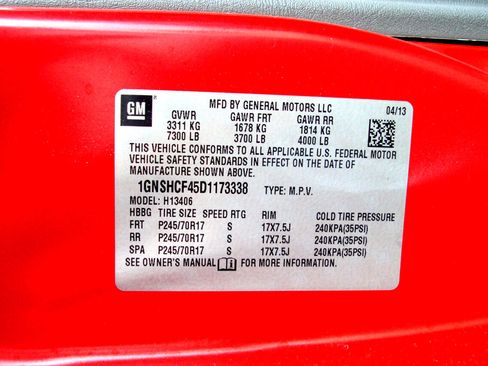 GM
MFD BY GENERAL MOTORS LLC
04/13
GVWR GAWR FRT GAWR RR
3311 KG 1678 KG 1814 KG
7300 LB 3700 LB 4000 LB
THIS VEHICLE CONFORMS TO ALL APPLICABLE U.S. FEDERAL MOTOR
VEHICLE SAFETY STANDARDS IN EFFECT ON THE DATE OF
MANUFACTURE SHOWN ABOVE.
1GNSHCF45D1173338 TYPE: M.P.V.
MODEL: H13406
HBBG TIRE SIZE SPEED RTG RIM COLD TIRE PRESSURE
FRT P245/70R17 S 17X7.5J 240KPA(35PSI)
RR P245/70R17 S 17X7.5J 240KPA(35PSI)
SPA P245/70R17 S 17X7.5J 240KPA(35PSI)
SEE OWNER'S MANUAL FOR MORE INFORMATION.